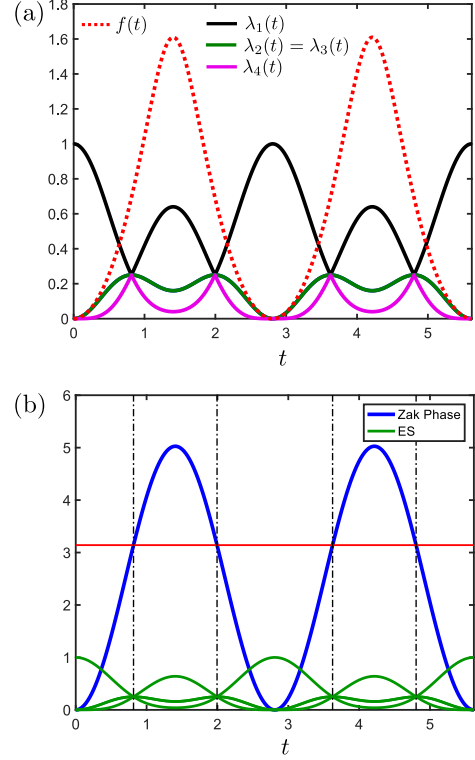 (a)
f(t)
λ₁(t)
λ₂(t) = λ₃(t)
λ₄(t)
1.8
1.6
1.4
1.2
1
0.8
0.6
0.4
0.2
0
0 1 2 3 4 5
t
(b)
Zak Phase
ES
6
5
4
3
2
1
0
0 1 2 3 4 5
t